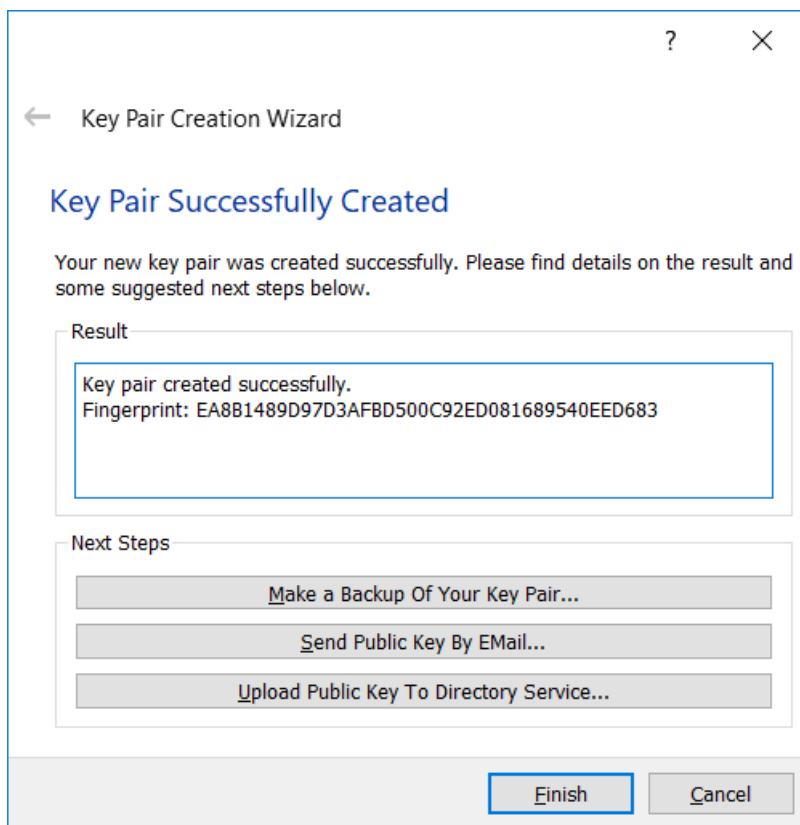 ?
Key Pair Creation Wizard
Key Pair Successfully Created
Your new key pair was created successfully. Please find details on the result and
some suggested next steps below.
Result
Key pair created successfully.
Fingerprint: EA8B1489D97D3AFBD500C92ED081689540EED683
Next Steps
Make a Backup Of Your Key Pair...
Send Public Key By EMail...
Upload Public Key To Directory Service...
Finish Cancel